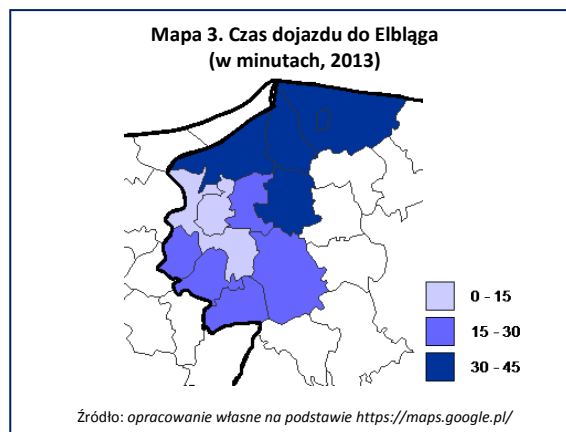 Mapa 3. Czas dojazdu do Elbląga
(w minutach, 2013)
0 - 15
15 - 30
30 - 45
Źródło: opracowanie własne na podstawie https://maps.google.pl/